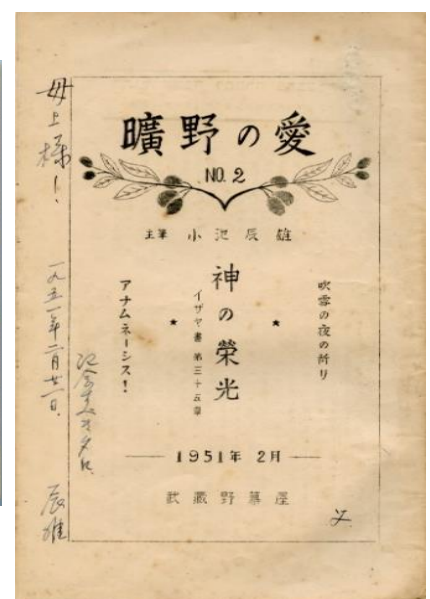 曠野の愛
NO. 2
主筆 小池辰雄
吹雪の夜の祈り
★
神の榮光
イザヤ書 第三十五章
★
アナムネーシス!
1951年 2月
武藏野幕屋
母上様!
一九五一年二月廿一日
辰雄